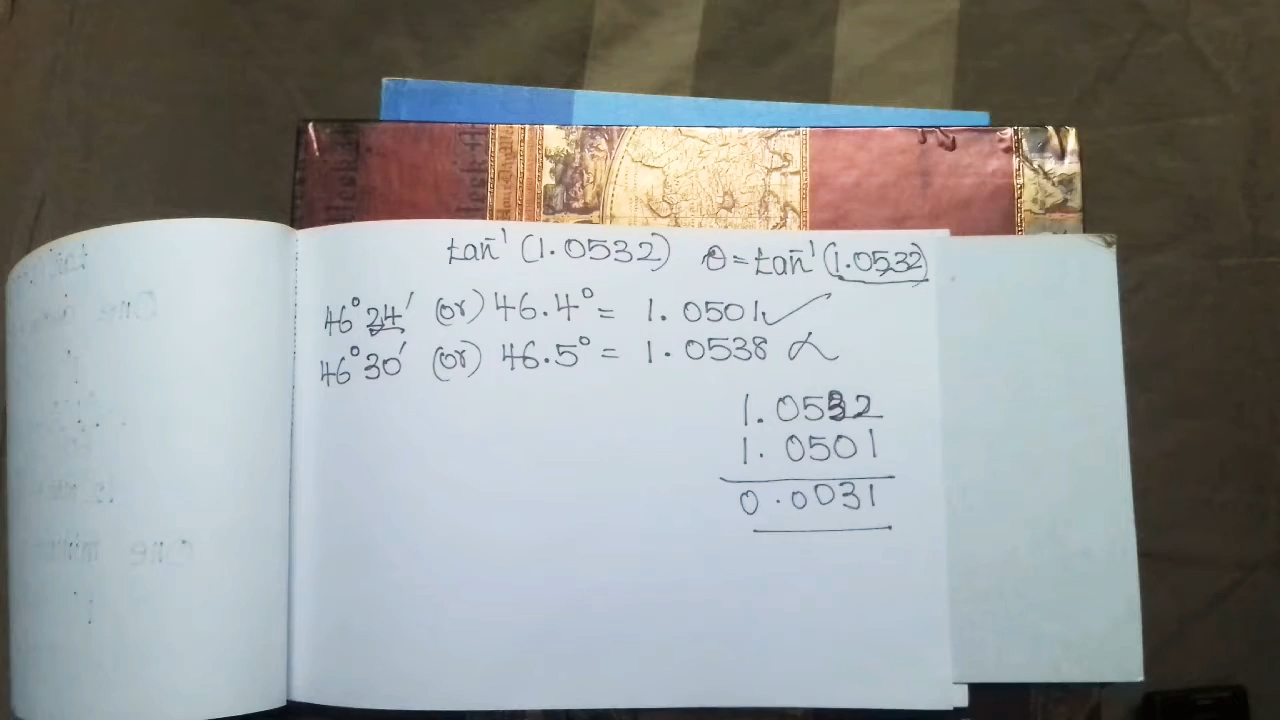 tan⁻¹ (1.0532) θ = tan⁻¹ (1.0532)
46° 24′ (or) 46.4° = 1.0501 ✓
46° 30′ (or) 46.5° = 1.0538
1.0532
1.0501
0.0031